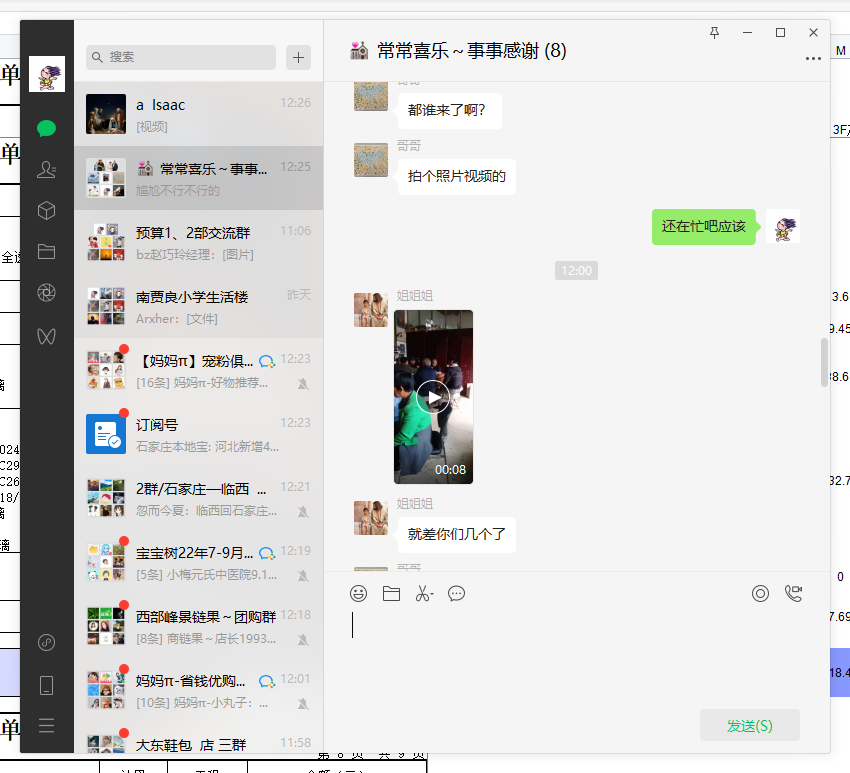 搜索
a  Isaac
12:26
[视频]
常常喜乐～事事...
12:25
尴尬不行不行的
预算1、2部交流群
11:06
bz赵巧玲经理：[图片]
南贾良小学生活楼
昨天
Arxher：[文件]
【妈妈π】宠粉俱...
12:23
[16条] 妈妈π-好物推荐...
订阅号
12:23
石家庄本地宝: 河北新增4...
2群/石家庄—临西  ...
12:21
忽而今夏：临西回石家庄...
宝宝树22年7-9月...
12:19
[5条] 小梅元氏中医院9.1...
西部峰景链果～团购群
12:18
[8条] 商链果～店长1993...
妈妈π-省钱优购...
12:01
[10条] 妈妈π-小丸子：...
大东鞋包  店 三群
11:58
常常喜乐～事事感谢 (8)
哥哥
都谁来了啊？
哥哥
拍个照片视频的
还在忙吧应该
12:00
姐姐姐
00:08
姐姐姐
就差你们几个了
哥哥
发送(S)
单
单
全
024
C29
C26
18/
璃
单
M
3F
3.6
9.45
38.6
32.7
0
7.69
18.4
第 8 页  共 9 页